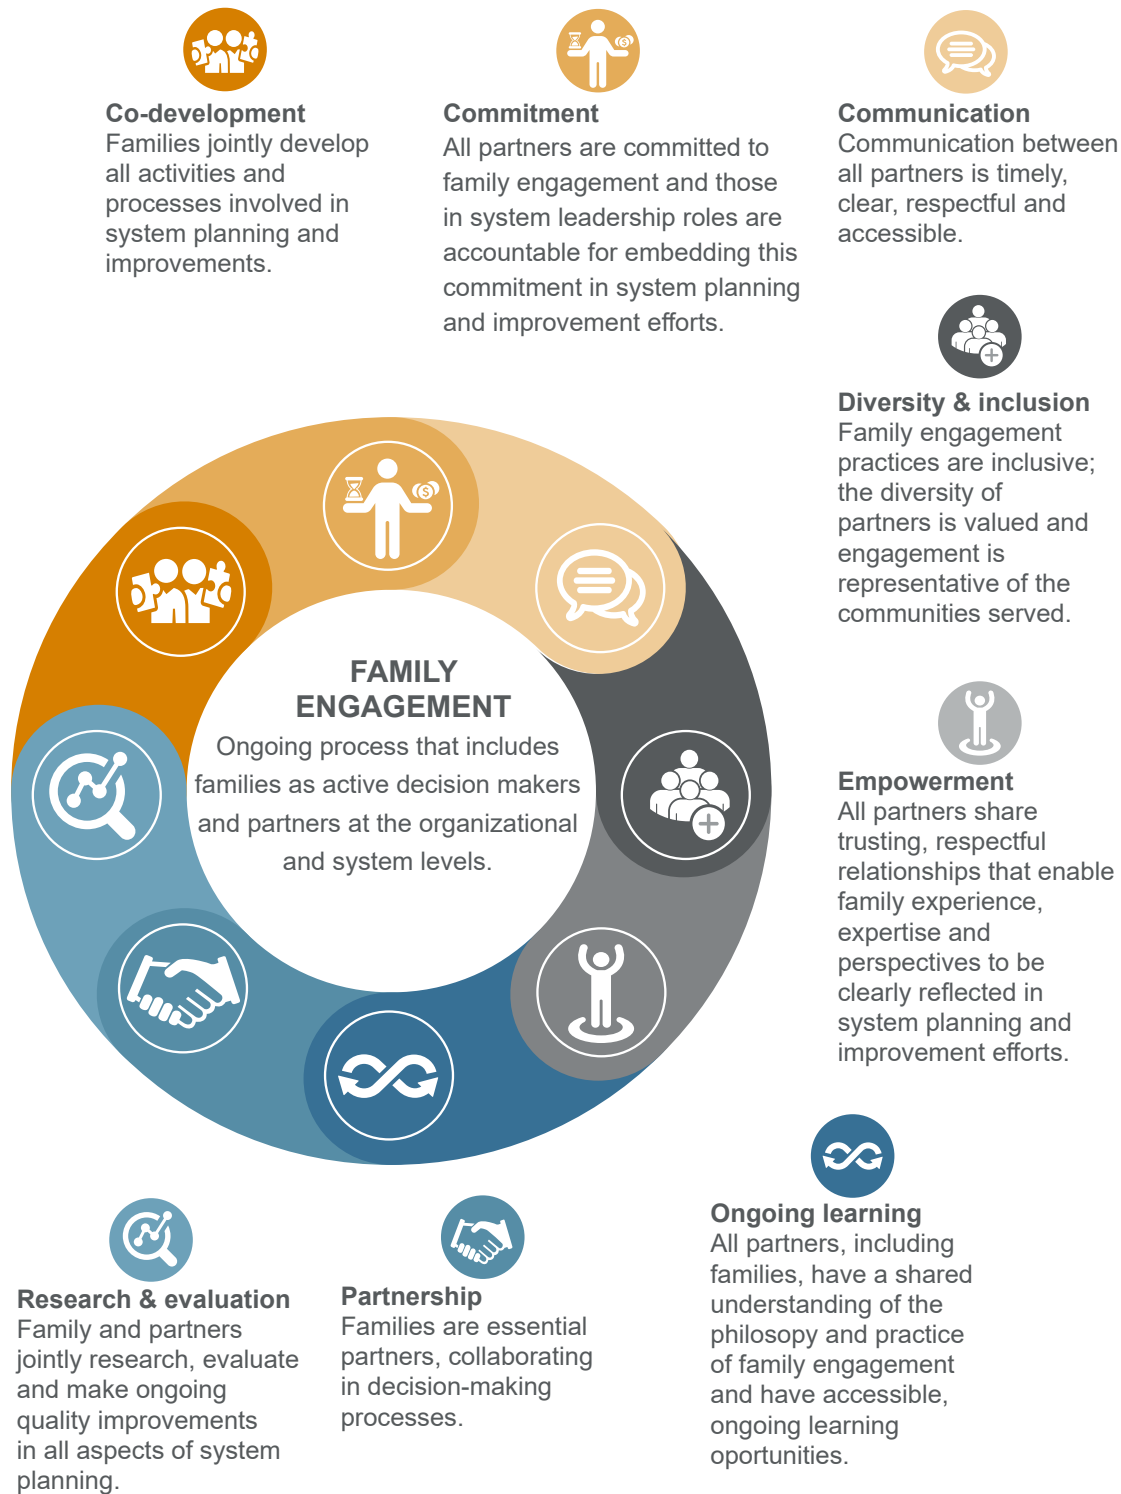 Co-development
Families jointly develop
all activities and
processes involved in
system planning and
improvements.
Commitment
All partners are committed to
family engagement and those
in system leadership roles are
accountable for embedding this
commitment in system planning
and improvement efforts.
Communication
Communication between
all partners is timely,
clear, respectful and
accessible.
Diversity & inclusion
Family engagement
practices are inclusive;
the diversity of
partners is valued and
engagement is
representative of the
communities served.
FAMILY
ENGAGEMENT
Ongoing process that includes
families as active decision makers
and partners at the organizational
and system levels.
Empowerment
All partners share
trusting, respectful
relationships that enable
family experience,
expertise and
perspectives to be
clearly reflected in
system planning and
improvement efforts.
Ongoing learning
All partners, including
families, have a shared
understanding of the
philosopy and practice
of family engagement
and have accessible,
ongoing learning
oportunities.
Partnership
Families are essential
partners, collaborating
in decision-making
processes.
Research & evaluation
Family and partners
jointly research, evaluate
and make ongoing
quality improvements
in all aspects of system
planning.